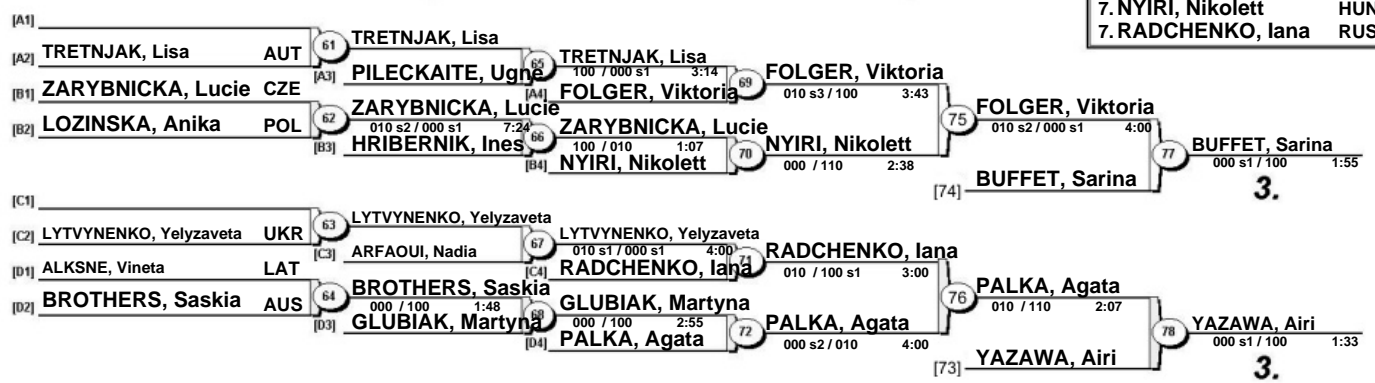 7. NYIRI, Nikolett HUN
7. RADCHENKO, Iana RUS
[A1]
[A2] TRETNJAK, Lisa AUT
61 TRETNJAK, Lisa
[A3] PILECKAITE, Ugne
65 TRETNJAK, Lisa
100 / 000 s1 3:14
[A4] FOLGER, Viktoria
69 FOLGER, Viktoria
010 s3 / 100 3:43
[B1] ZARYBNICKA, Lucie CZE
[B2] LOZINSKA, Anika POL
62 ZARYBNICKA, Lucie
010 s2 / 000 s1 7:24
[B3] HRIBERNIK, Ines
66 ZARYBNICKA, Lucie
100 / 010 1:07
[B4] NYIRI, Nikolett
70 NYIRI, Nikolett
000 / 110 2:38
75 FOLGER, Viktoria
010 s2 / 000 s1 4:00
[74] BUFFET, Sarina
77 BUFFET, Sarina
000 s1 / 100 1:55
3.
[C1]
[C2] LYTVYNENKO, Yelyzaveta UKR
63 LYTVYNENKO, Yelyzaveta
[C3] ARFAOUI, Nadia
67 LYTVYNENKO, Yelyzaveta
010 s1 / 000 s1 4:00
[C4] RADCHENKO, Iana
71 RADCHENKO, Iana
010 / 100 s1 3:00
[D1] ALKSNE, Vineta LAT
[D2] BROTHERS, Saskia AUS
64 BROTHERS, Saskia
000 / 100 1:48
[D3] GLUBIAK, Martyna
68 GLUBIAK, Martyna
000 / 100 2:55
[D4] PALKA, Agata
72 PALKA, Agata
000 s2 / 010 4:00
76 PALKA, Agata
010 / 110 2:07
[73] YAZAWA, Airi
78 YAZAWA, Airi
000 s1 / 100 1:33
3.